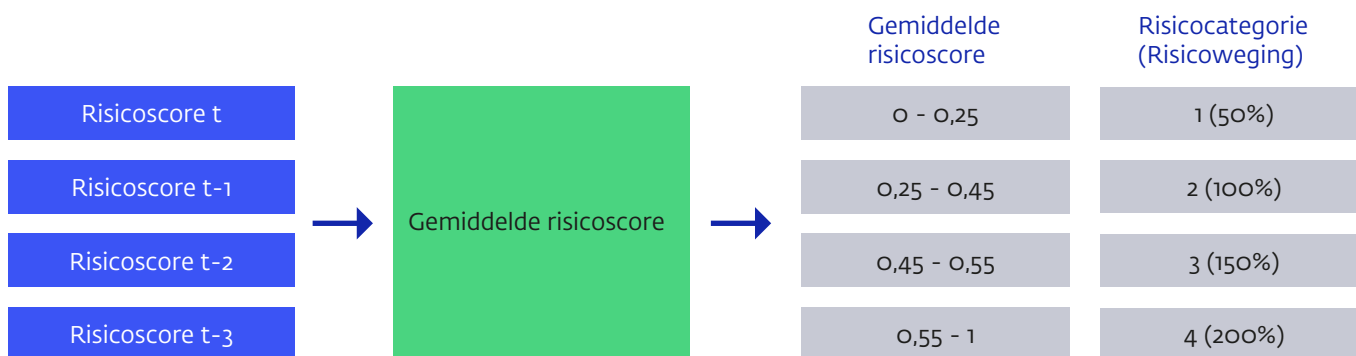 Gemiddelde
risicoscore
Risicocategorie
(Risicoweging)
Risicoscore t
Risicoscore t-1
Risicoscore t-2
Risicoscore t-3
Gemiddelde risicoscore
0 - 0,25
1 (50%)
0,25 - 0,45
2 (100%)
0,45 - 0,55
3 (150%)
0,55 - 1
4 (200%)